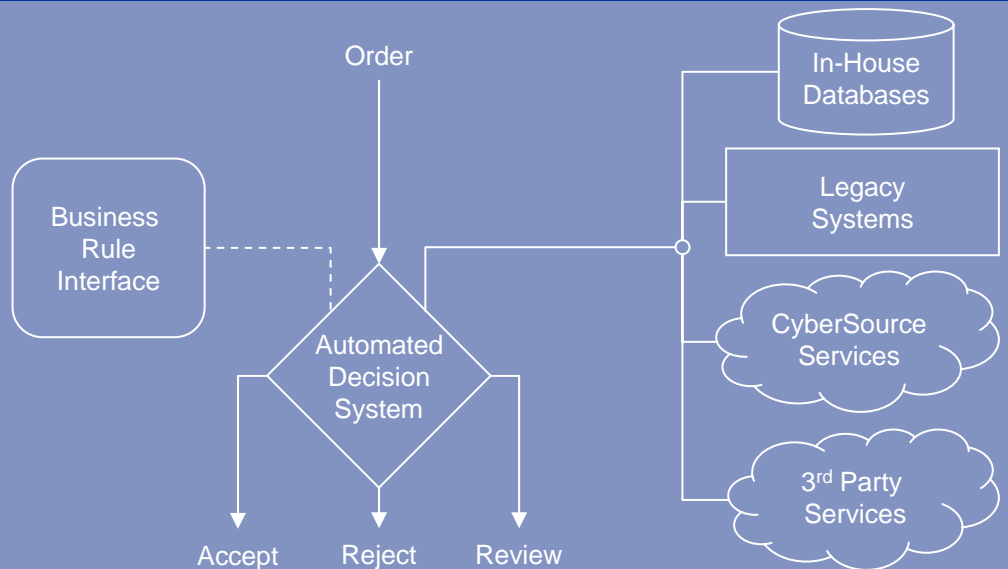 Order
In-House
Databases
Business
Rule
Interface
Legacy
Systems
Automated
Decision
System
CyberSource
Services
3rd Party
Services
Accept
Reject
Review